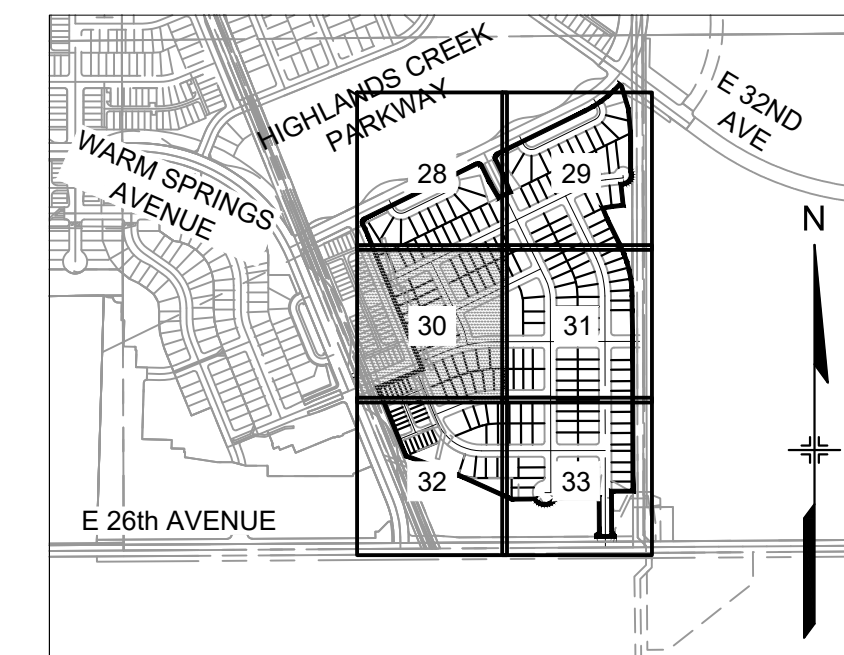 HIGHLANDS CREEK
PARKWAY
E 32ND
AVE
WARM SPRINGS
AVENUE
28
29
N
30
31
32
33
E 26th AVENUE